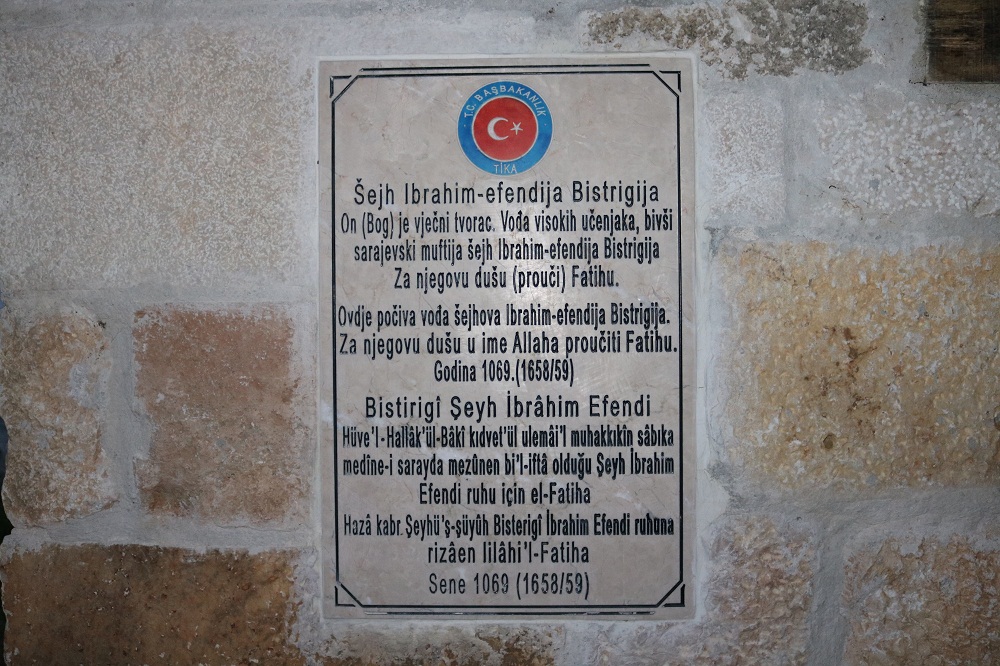 T.C. BAŞBAKANLIK
TİKA
Šejh Ibrahim-efendija Bistrigija
On (Bog) je vječni tvorac. Vođa visokih učenjaka, bivši
sarajevski muftija šejh Ibrahim-efendija Bistrigija
Za njegovu dušu (prouči) Fatihu.
Ovdje počiva vođa šejhova Ibrahim-efendija Bistrigija.
Za njegovu dušu u ime Allaha proučiti Fatihu.
Godina 1069.(1658/59)
Bistirigî Şeyh İbrâhim Efendi
Hüve'l-Hallâk'ül-Bâkî kıdvet'ül ulemâi'l muhakkıkîn sâbıka
medîne-i sarayda mezûnen bi'l-iftâ olduğu Şeyh İbrahim
Efendi ruhu için el-Fatiha
Hazâ kabr Şeyhü'ş-şüyûh Bisterigî İbrahim Efendi ruhuna
rizâen lilâhi'l-Fatiha
Sene 1069 (1658/59)